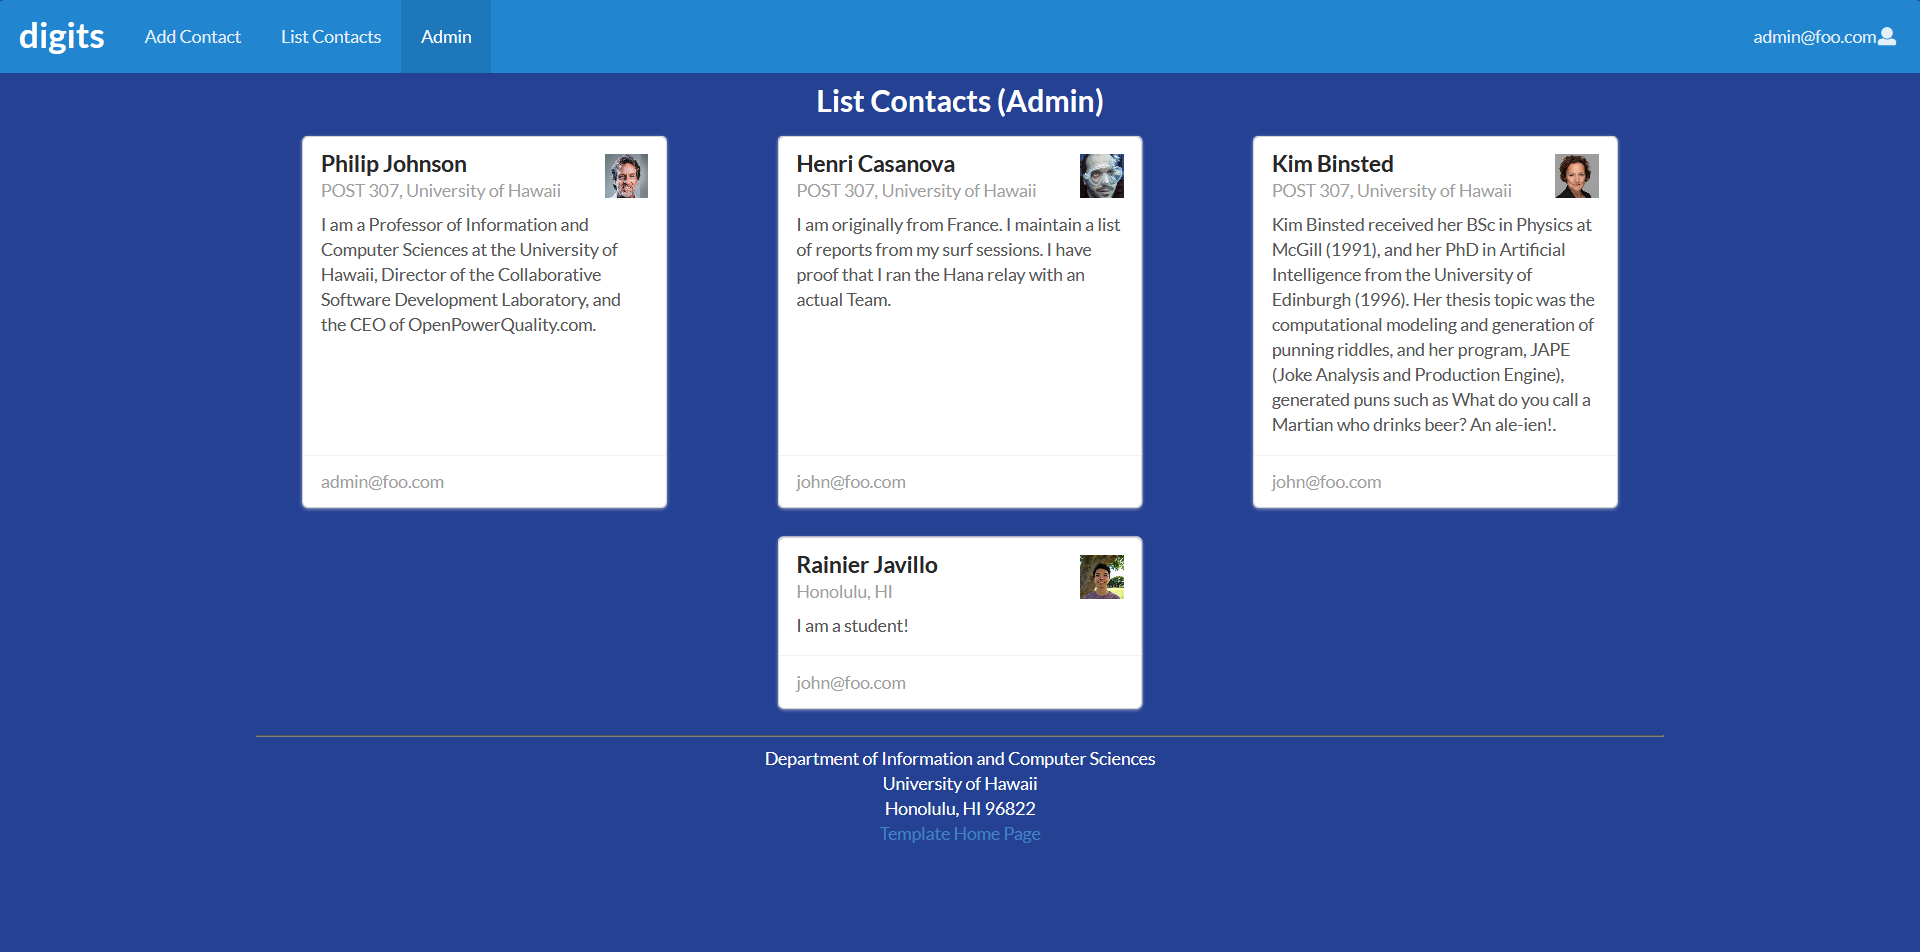 digits
Add Contact
List Contacts
Admin
admin@foo.com
List Contacts (Admin)
Philip Johnson
POST 307, University of Hawaii
I am a Professor of Information and
Computer Sciences at the University of
Hawaii, Director of the Collaborative
Software Development Laboratory, and
the CEO of OpenPowerQuality.com.
admin@foo.com
Henri Casanova
POST 307, University of Hawaii
I am originally from France. I maintain a list
of reports from my surf sessions. I have
proof that I ran the Hana relay with an
actual Team.
john@foo.com
Kim Binsted
POST 307, University of Hawaii
Kim Binsted received her BSc in Physics at
McGill (1991), and her PhD in Artificial
Intelligence from the University of
Edinburgh (1996). Her thesis topic was the
computational modeling and generation of
punning riddles, and her program, JAPE
(Joke Analysis and Production Engine),
generated puns such as What do you call a
Martian who drinks beer? An ale-ien!.
john@foo.com
Rainier Javillo
Honolulu, HI
I am a student!
john@foo.com
Department of Information and Computer Sciences
University of Hawaii
Honolulu, HI 96822
Template Home Page